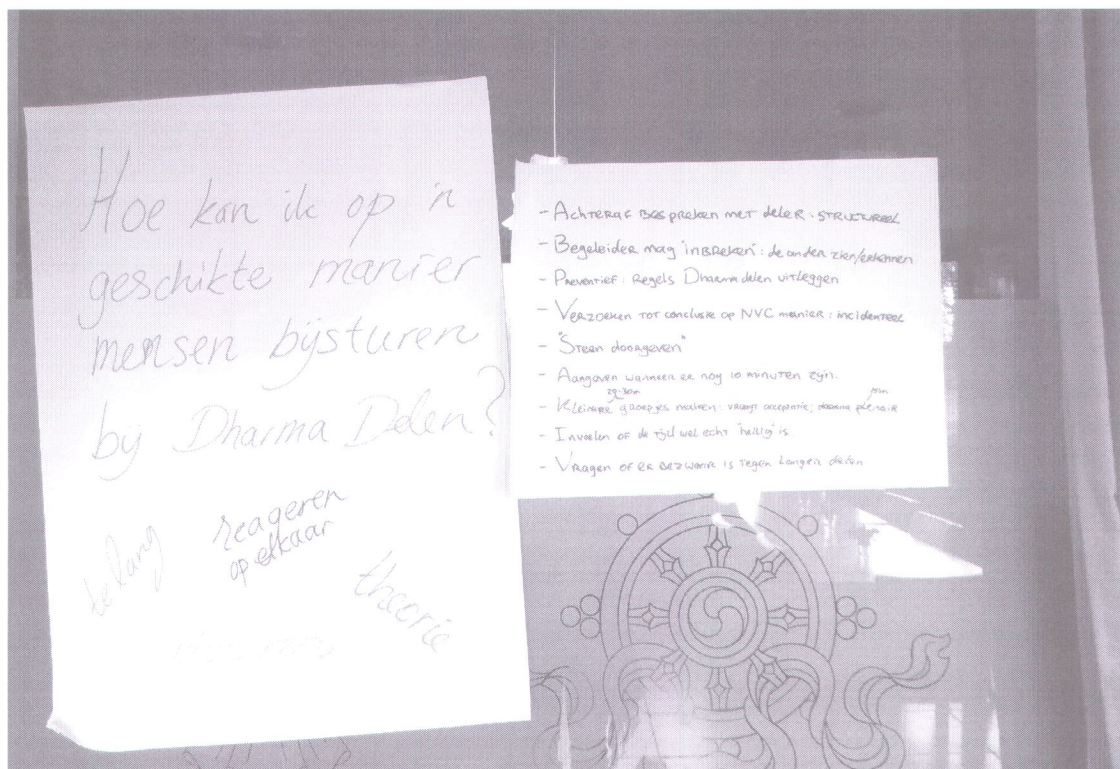 Hoe kan ik op 'n
geschikte manier
mensen bijsturen
bij Dharma Delen?
te lang
reageren
op elkaar
theorie
- Achteraf bespreken met deler: structureel
- Begeleider mag "inbreken": de ander zien/erkennen
- Preventief: Regels Dharma delen uitleggen
- Verzoeken tot conclusie op NVC manier: incidenteel
- "Steen doorgeven"
- Aangeven wanneer er nog 10 minuten zijn.
- Kleinere groepjes maken: vraagt acceptatie; daarna plenair
- Invoelen of de tijd wel echt "heilig" is
- Vragen of er bezwaar is tegen langer delen